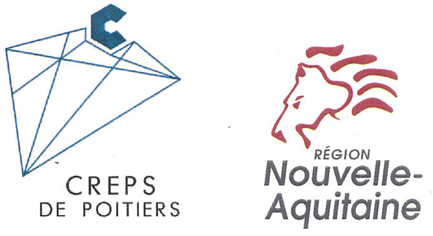 C
CREPS
DE POITIERS
RÉGION
Nouvelle-
Aquitaine